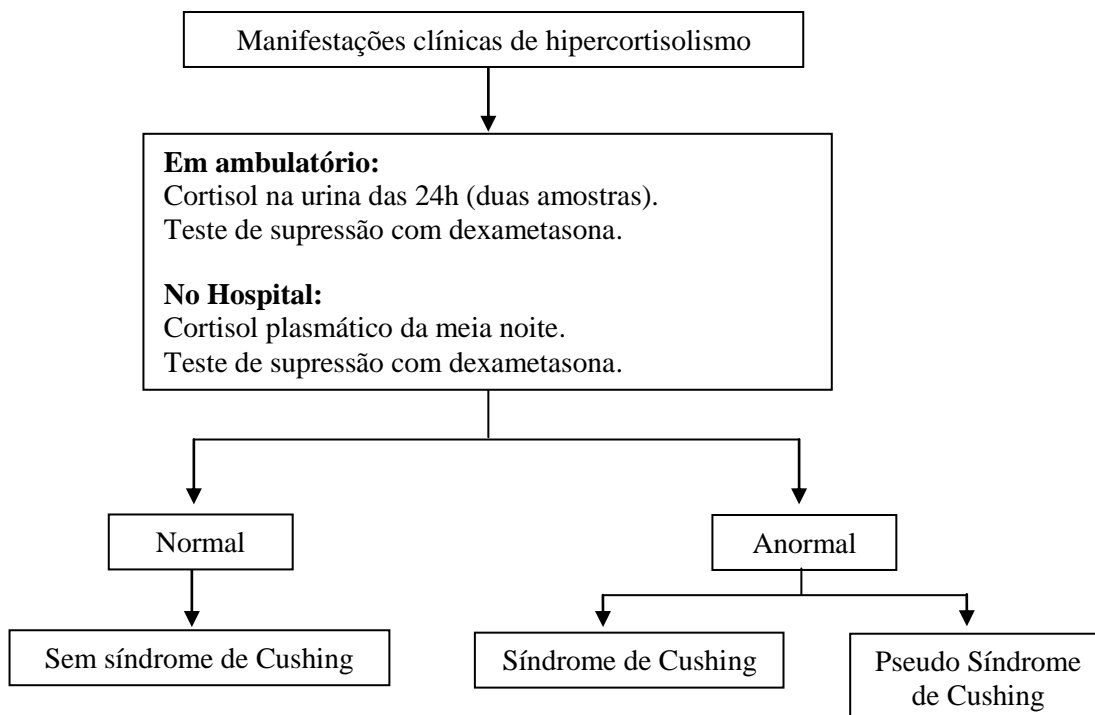 Manifestações clínicas de hipercortisolismo
Em ambulatório:
Cortisol na urina das 24h (duas amostras).
Teste de supressão com dexametasona.
No Hospital:
Cortisol plasmático da meia noite.
Teste de supressão com dexametasona.
Normal
Anormal
Sem síndrome de Cushing
Síndrome de Cushing
Pseudo Síndrome
de Cushing